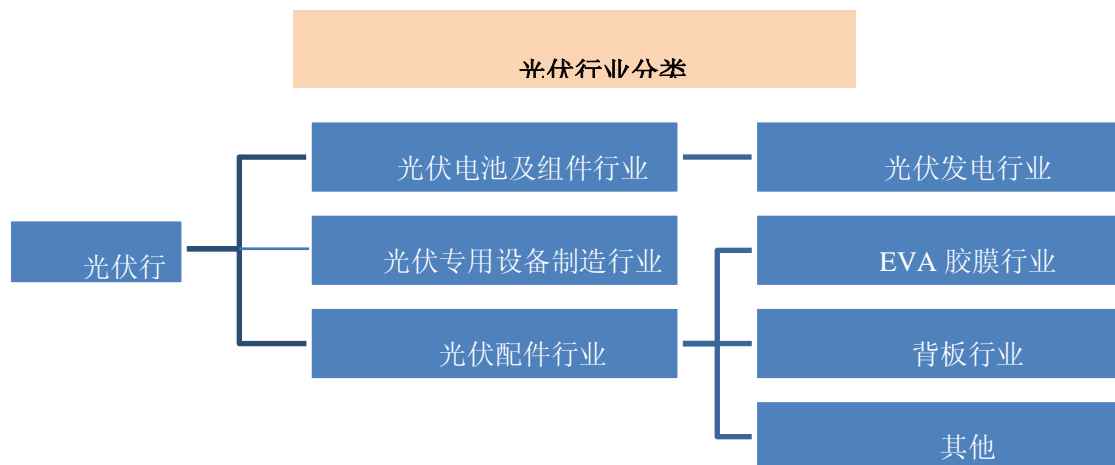 光伏行业分类
光伏电池及组件行业
光伏发电行业
光伏行
光伏专用设备制造行业
EVA 胶膜行业
光伏配件行业
背板行业
其他